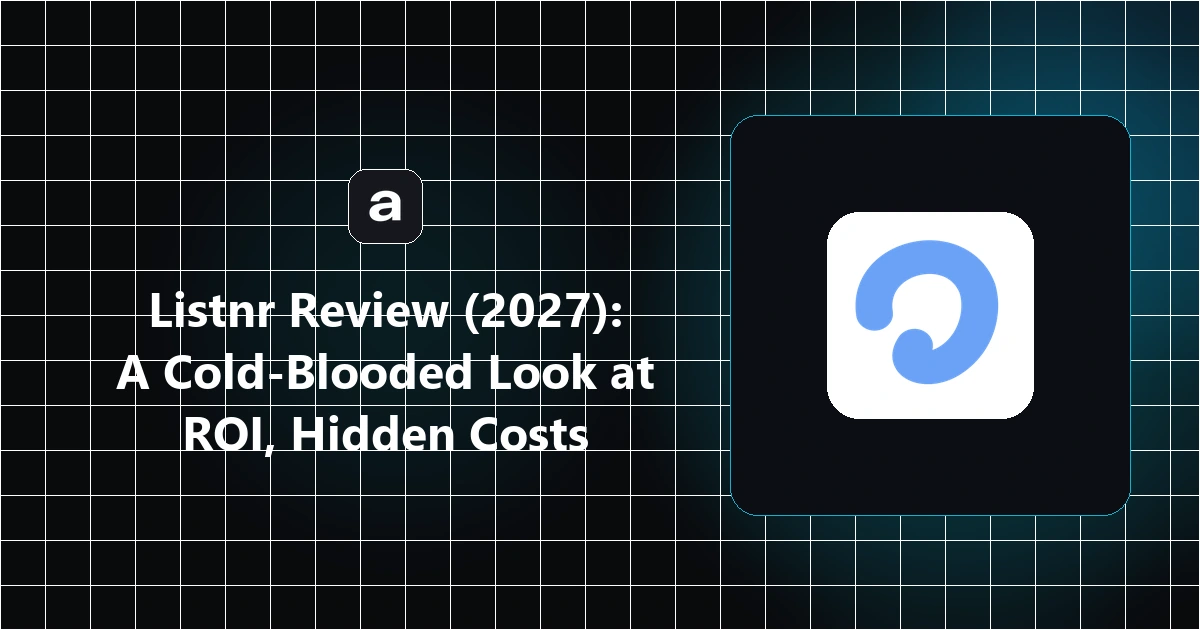 a
Listnr Review (2027):
A Cold-Blooded Look at
ROI, Hidden Costs